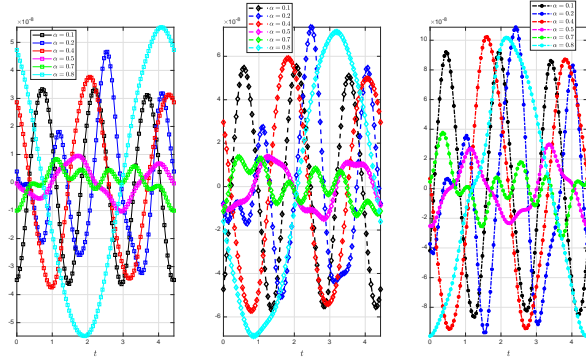 ×10⁻⁸
α = 0.1
α = 0.2
α = 0.4
α = 0.5
α = 0.7
α = 0.8
5
4
3
2
1
0
-1
-2
-3
-4
-5
0 1 2 3 4
t
×10⁻⁸
α = 0.1
α = 0.2
α = 0.4
α = 0.5
α = 0.7
α = 0.8
6
4
2
0
-2
-4
-6
0 1 2 3 4
t
×10⁻⁸
α = 0.1
α = 0.2
α = 0.4
α = 0.5
α = 0.7
α = 0.8
10
8
6
4
2
0
-2
-4
-6
-8
0 1 2 3 4
t